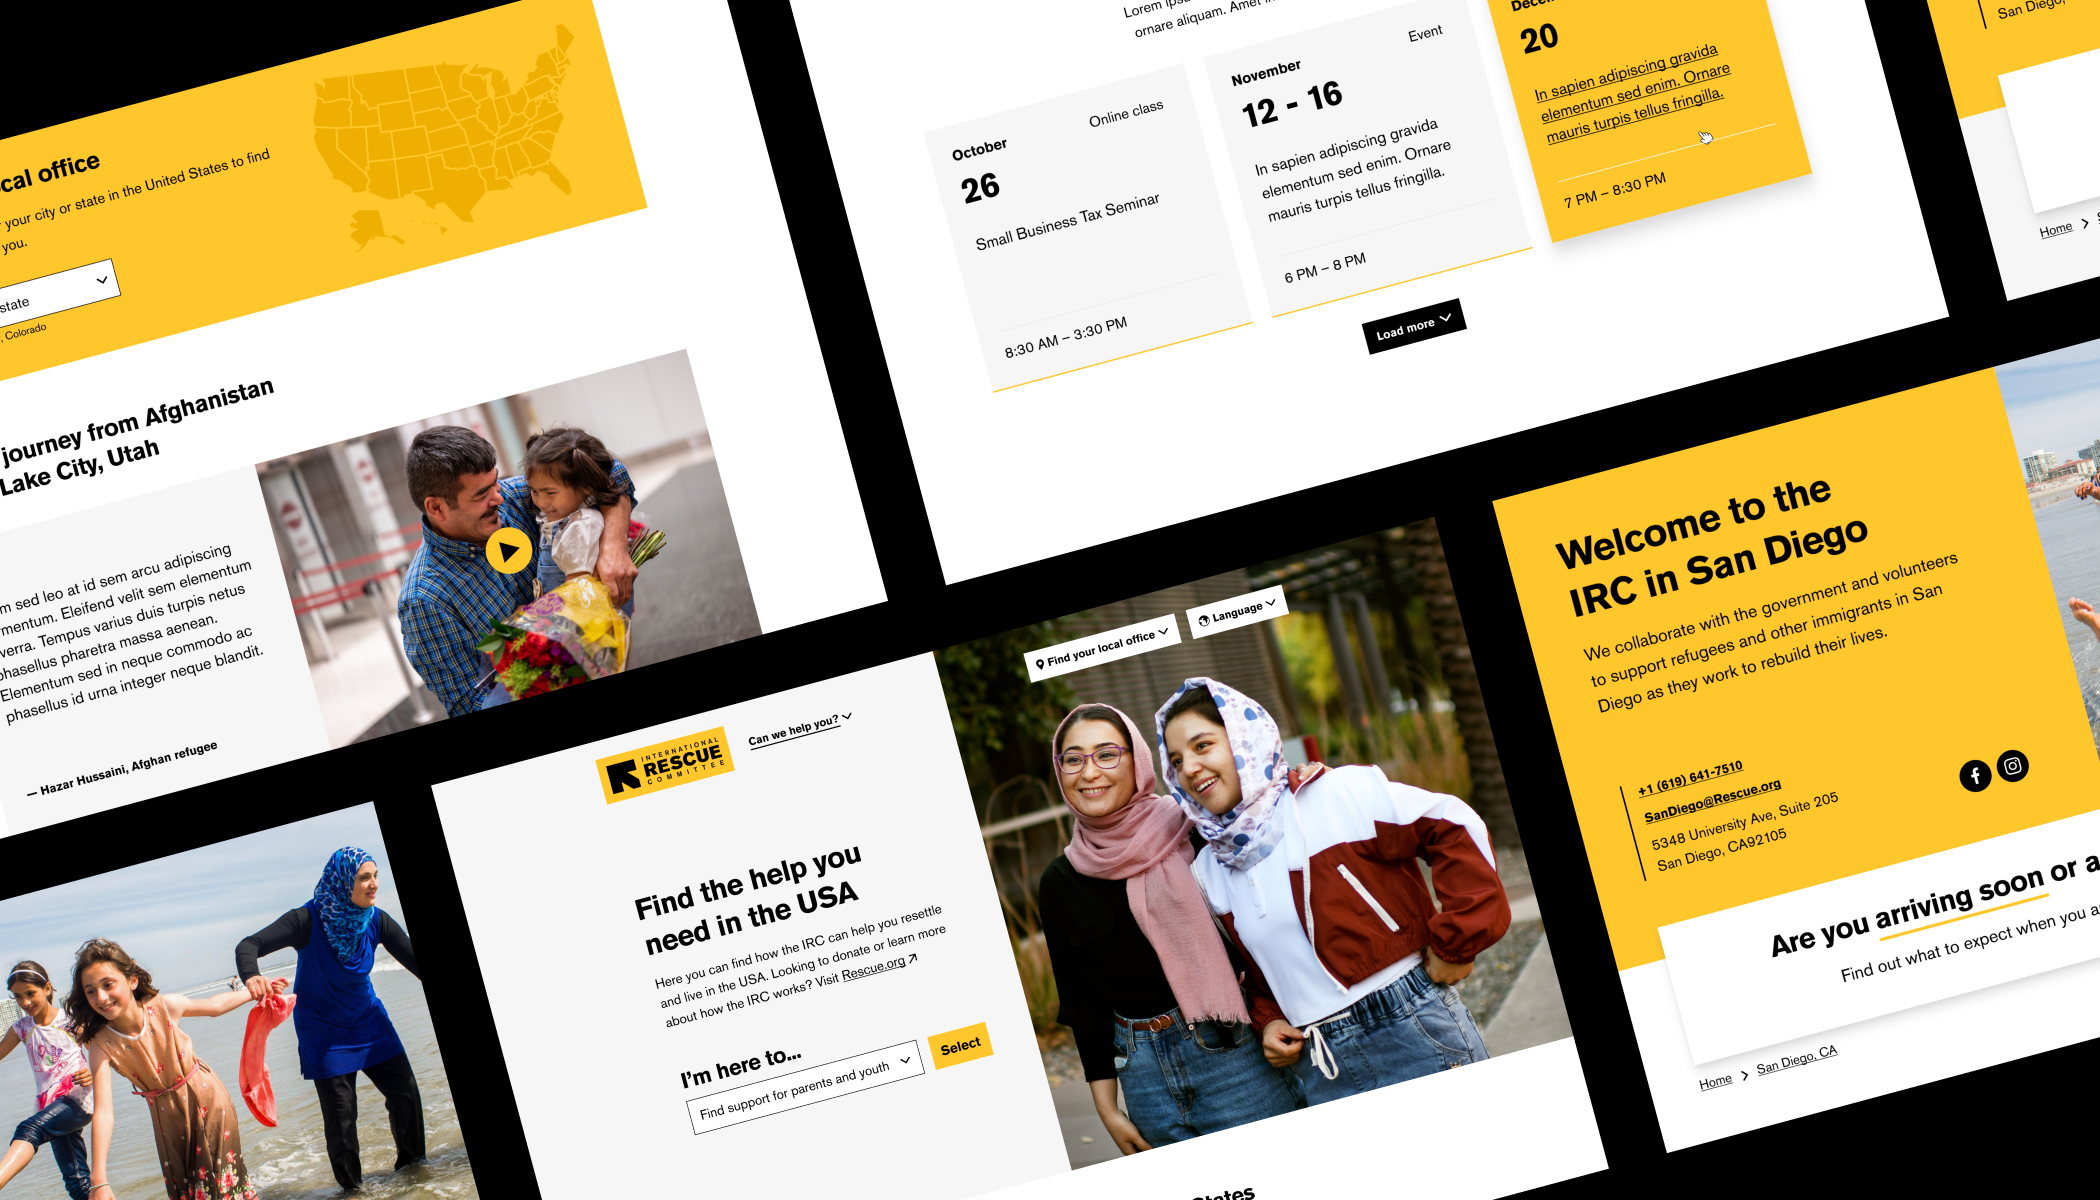 cal office
your city or state in the United States to find
you.
state
, Colorado
journey from Afghanistan
Lake City, Utah
m sed leo at id sem arcu adipiscing
mentum. Eleifend velit sem elementum
verra. Tempus varius duis turpis netus
phasellus pharetra massa aenean.
Elementum sed in neque commodo ac
phasellus id urna integer neque blandit.
— Hazar Hussaini, Afghan refugee
Lorem
ornare aliquam. Amet
October
Online class
26
Small Business Tax Seminar
8:30 AM – 3:30 PM
November
Event
12 - 16
In sapien adipiscing gravida
elementum sed enim. Ornare
mauris turpis tellus fringilla.
6 PM – 8 PM
20
In sapien adipiscing gravida
elementum sed enim. Ornare
mauris turpis tellus fringilla.
7 PM – 8:30 PM
Load more
San Diego,
Home
INTERNATIONAL
RESCUE
COMMITTEE
Can we help you?
Find your local office
Language
Find the help you
need in the USA
Here you can find how the IRC can help you resettle
and live in the USA. Looking to donate or learn more
about how the IRC works? Visit Rescue.org
I'm here to...
Find support for parents and youth
Select
States
Welcome to the
IRC in San Diego
We collaborate with the government and volunteers
to support refugees and other immigrants in San
Diego as they work to rebuild their lives.
+1 (619) 641-7510
SanDiego@Rescue.org
5348 University Ave, Suite 205
San Diego, CA92105
Are you arriving soon or a
Find out what to expect when you a
Home
San Diego, CA